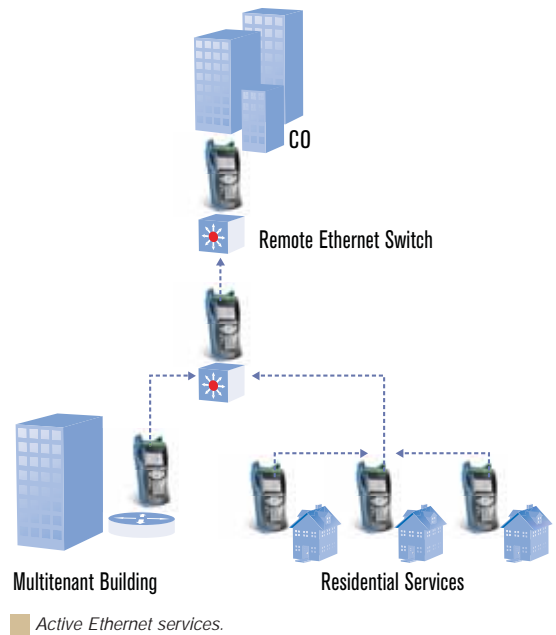 CO
Remote Ethernet Switch
Multitenant Building
Residential Services
Active Ethernet services.